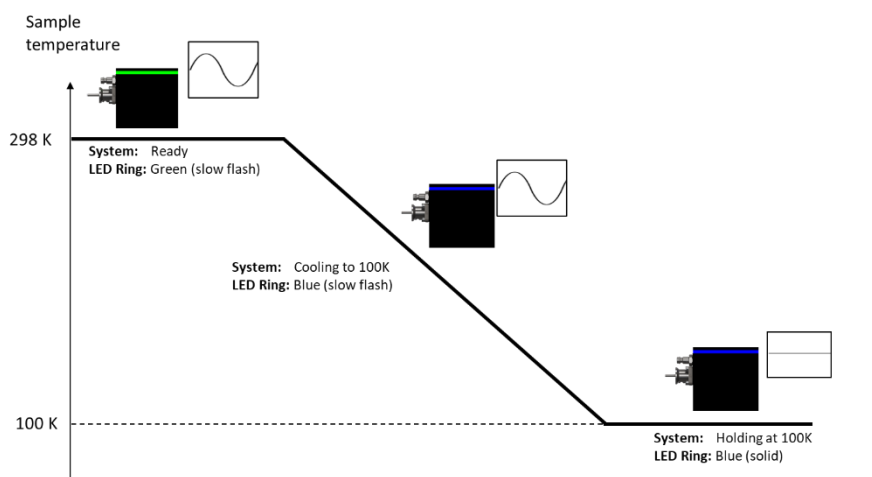 Sample
temperature
298 K
System: Ready
LED Ring: Green (slow flash)
System: Cooling to 100K
LED Ring: Blue (slow flash)
100 K
System: Holding at 100K
LED Ring: Blue (solid)